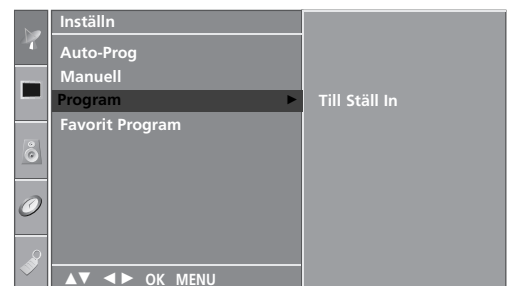 Inställn
Auto-Prog
Manuell
Program ► Till Ställ In
Favorit Program
▲▼ ◄► OK MENU